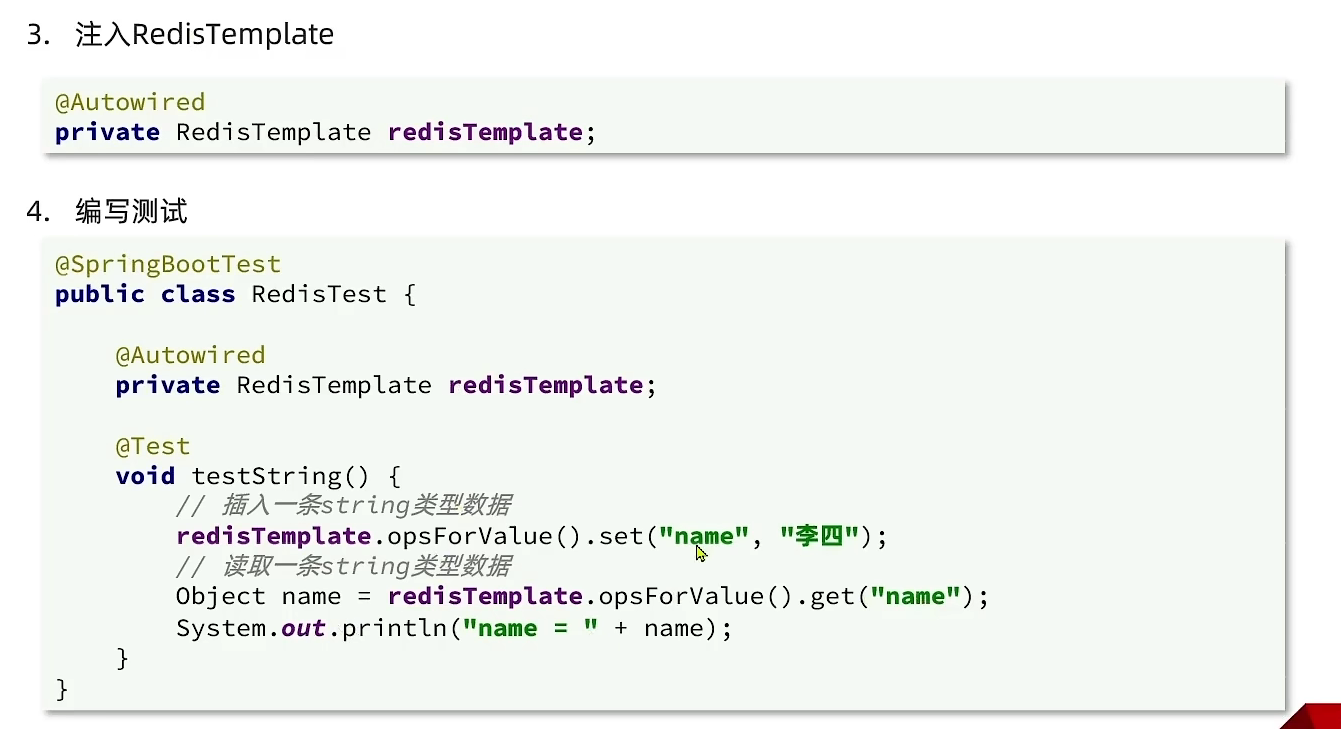 3. 注入RedisTemplate
@Autowired
private RedisTemplate redisTemplate;
4. 编写测试
@SpringBootTest
public class RedisTest {
@Autowired
private RedisTemplate redisTemplate;
@Test
void testString() {
// 插入一条string类型数据
redisTemplate.opsForValue().set("name", "李四");
// 读取一条string类型数据
Object name = redisTemplate.opsForValue().get("name");
System.out.println("name = " + name);
}
}